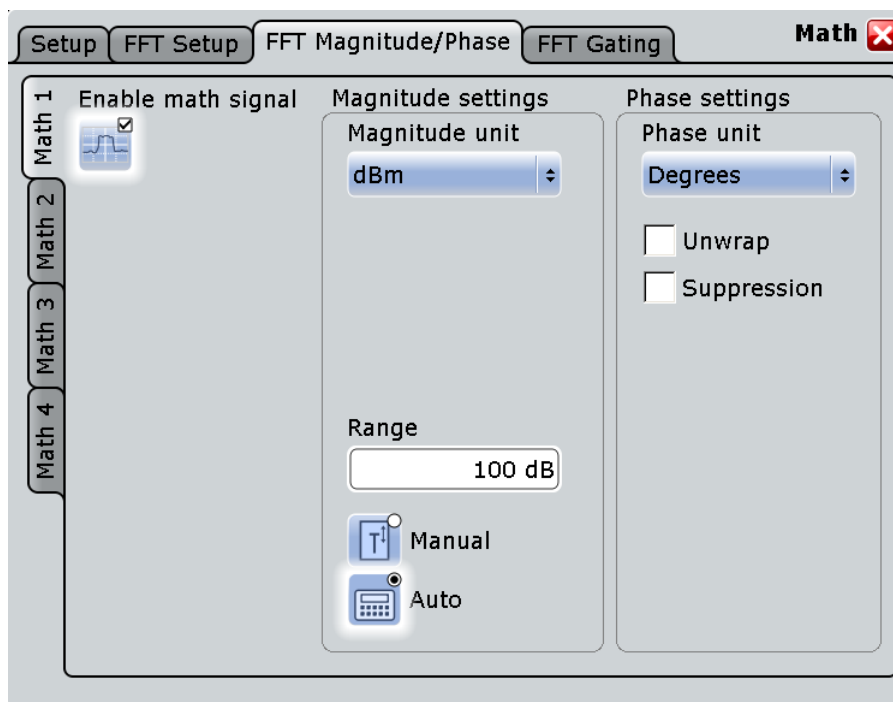 Setup FFT Setup FFT Magnitude/Phase FFT Gating Math
Math 1
Math 2
Math 3
Math 4
Enable math signal
Magnitude settings
Magnitude unit
dBm
Range
100 dB
T
Manual
Auto
Phase settings
Phase unit
Degrees
Unwrap
Suppression